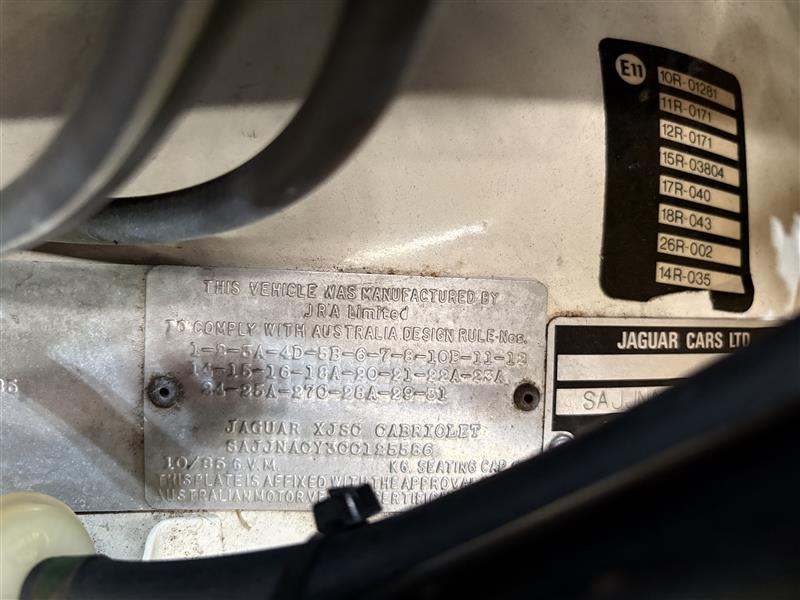 E11
10R-01281
11R-0171
12R-0171
15R-03804
17R-040
18R-043
26R-002
14R-035
THIS VEHICLE WAS MANUFACTURED BY
JRA Limited
TO COMPLY WITH AUSTRALIA DESIGN RULE-Nos.
1-2-3A-4D-5B-6-7-8-10B-11-12
14-15-16-18A-20-21-22A-23A
24-25A-27C-28A-29-31
JAGUAR XJSC CABRIOLET
SAJJNACY3CC125586
10/85 G.V.M. KG. SEATING CAP.
THIS PLATE IS AFFIXED WITH THE APPROVAL
AUSTRALIAN MOTOR
JAGUAR CARS LTD
SAJJNA